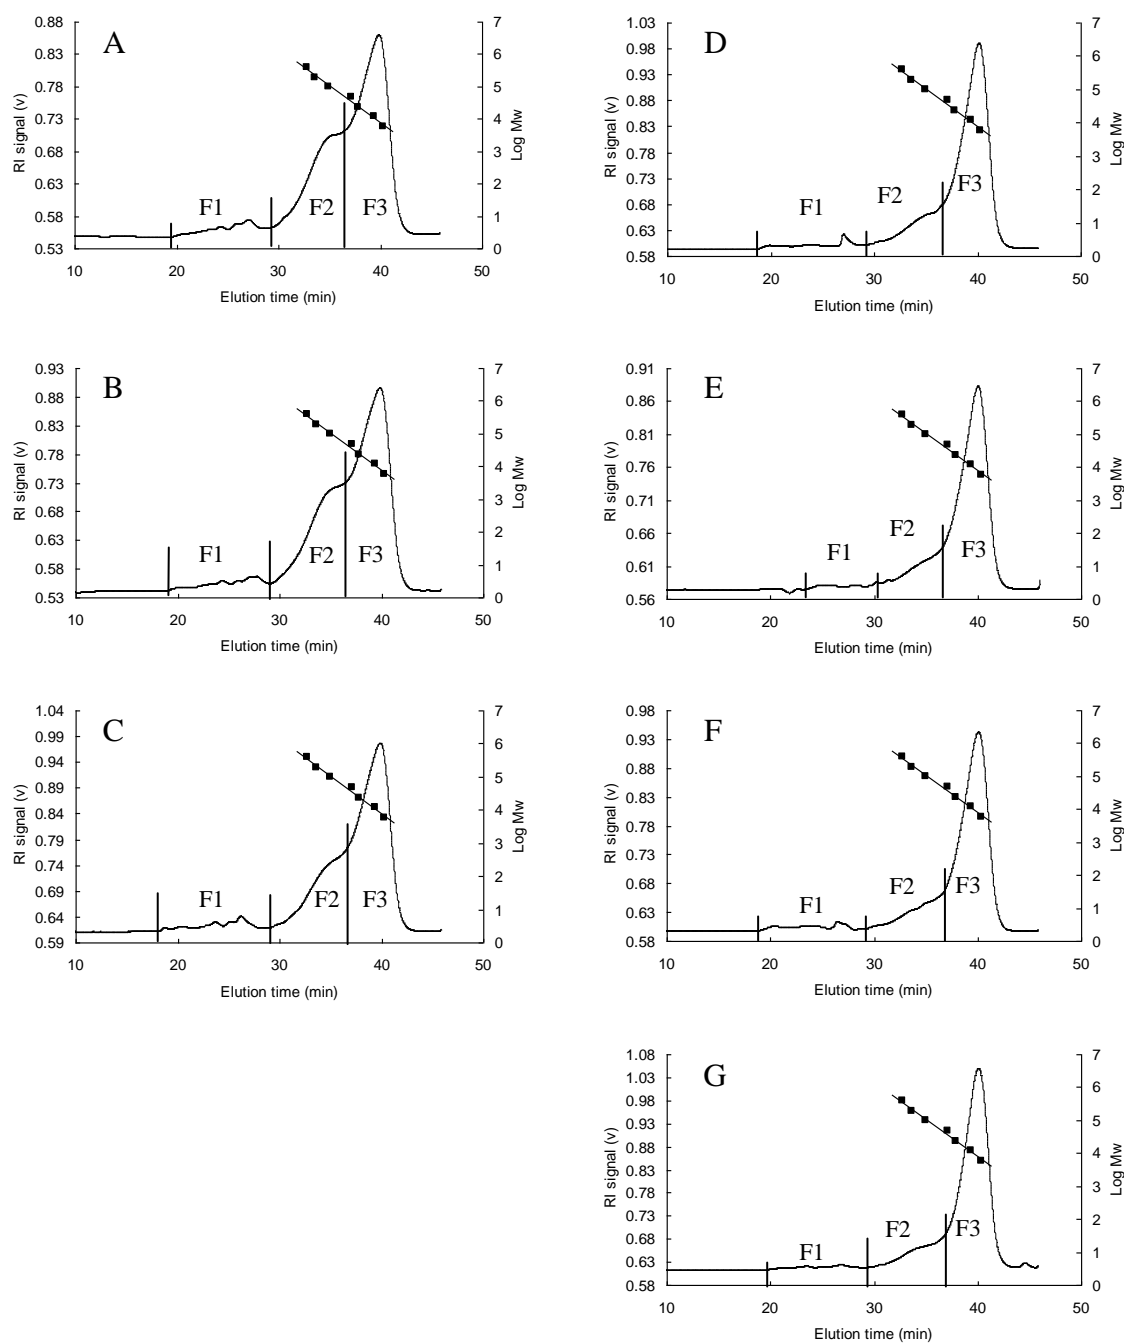 A
0.88
0.83
0.78
0.73
0.68
0.63
0.58
0.53
RI signal (v)
7
6
5
4
3
2
1
0
Log Mw
F1
F2
F3
10 20 30 40 50
Elution time (min)
D
1.03
0.98
0.93
0.88
0.83
0.78
0.73
0.68
0.63
0.58
RI signal (v)
7
6
5
4
3
2
1
0
Log Mw
F1
F2
F3
10 20 30 40 50
Elution time (min)
B
0.93
0.88
0.83
0.78
0.73
0.68
0.63
0.58
0.53
RI signal (v)
7
6
5
4
3
2
1
0
Log Mw
F1
F2
F3
10 20 30 40 50
Elution time (min)
E
0.91
0.86
0.81
0.76
0.71
0.66
0.61
0.56
RI signal (v)
7
6
5
4
3
2
1
0
Log Mw
F1
F2
F3
10 20 30 40 50
Elution time (min)
C
1.04
0.99
0.94
0.89
0.84
0.79
0.74
0.69
0.64
0.59
RI signal (v)
7
6
5
4
3
2
1
0
Log Mw
F1
F2
F3
10 20 30 40 50
Elution time (min)
F
0.98
0.93
0.88
0.83
0.78
0.73
0.68
0.63
0.58
RI signal (v)
7
6
5
4
3
2
1
0
Log Mw
F1
F2
F3
10 20 30 40 50
Elution time (min)
G
1.08
1.03
0.98
0.93
0.88
0.83
0.78
0.73
0.68
0.63
0.58
RI signal (v)
7
6
5
4
3
2
1
0
Log Mw
F1
F2
F3
10 20 30 40 50
Elution time (min)